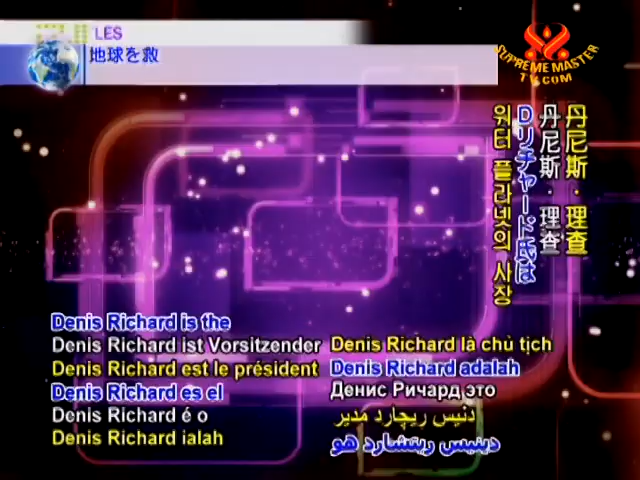 LES
地球を救
SUPREME MASTER
TV.COM
丹尼斯·理查
丹尼斯·理查
Dリチャード氏は
워터 플라넷의 사장
Denis Richard is the
Denis Richard ist Vorsitzender
Denis Richard est le président
Denis Richard es el
Denis Richard é o
Denis Richard ialah
Denis Richard là chủ tịch
Denis Richard adalah
Денис Ричард это
دنیس ریچارد مدیر
دينيس ريتشارد هو